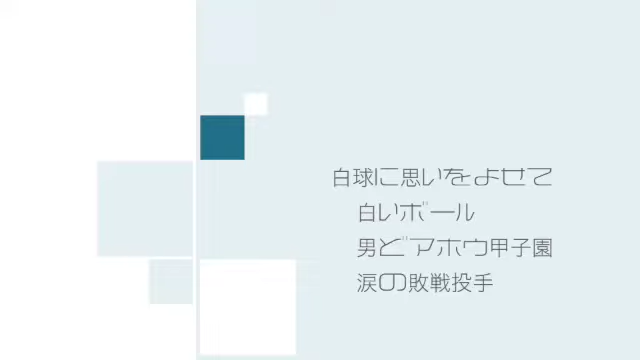 白球に思いをよせて
白いボール
男どアホウ甲子園
涙の敗戦投手